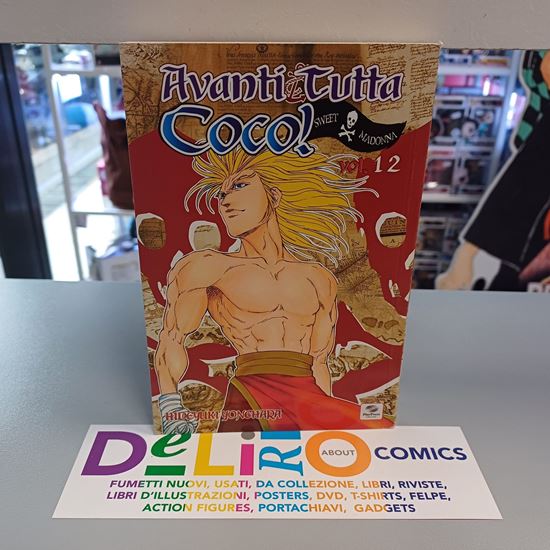 Avanti Tutta
Coco!
SWEET MADONNA
VOL. 12
HIDEYUKI YONEHARA
DeLiRiO ABOUT COMICS
FUMETTI NUOVI, USATI, DA COLLEZIONE, LIBRI, RIVISTE,
LIBRI D'ILLUSTRAZIONI, POSTERS, DVD, T-SHIRTS, FELPE,
ACTION FIGURES, PORTACHIAVI, GADGETS